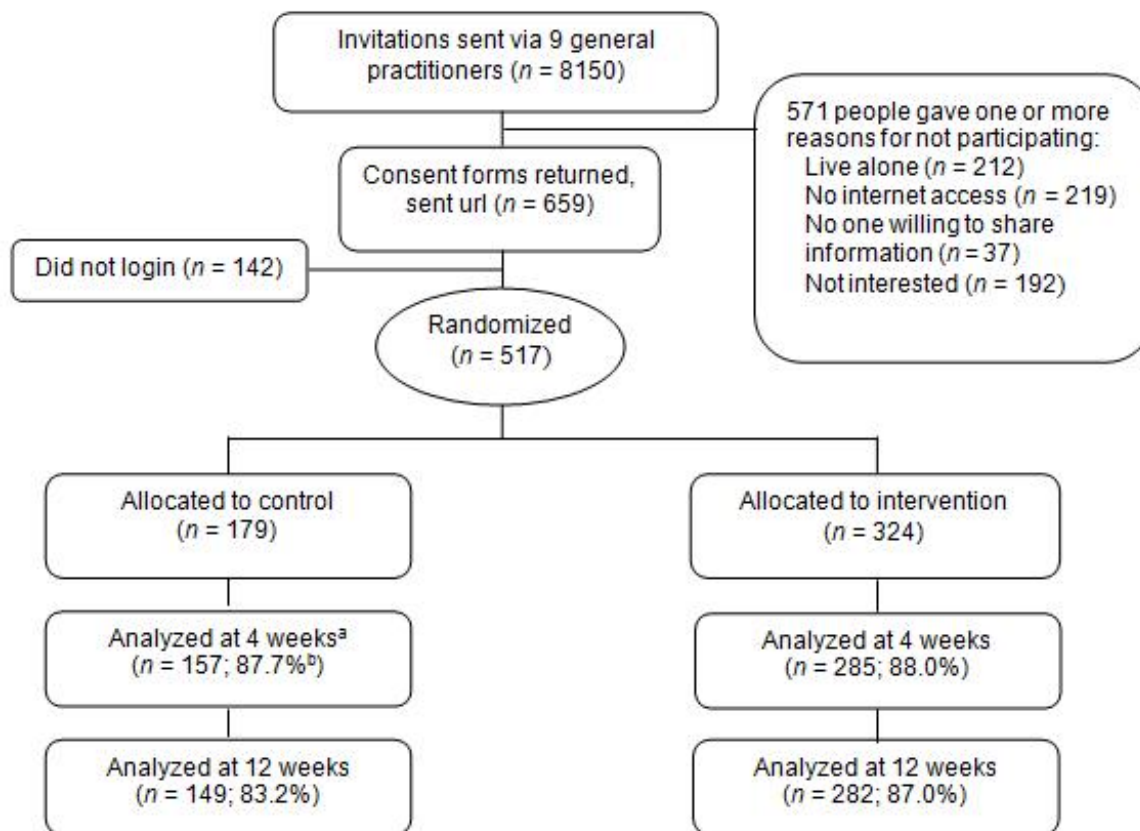 Invitations sent via 9 general
practitioners (n = 8150)
571 people gave one or more
reasons for not participating:
Live alone (n = 212)
No internet access (n = 219)
No one willing to share
information (n = 37)
Not interested (n = 192)
Consent forms returned,
sent url (n = 659)
Did not login (n = 142)
Randomized
(n = 517)
Allocated to control
(n = 179)
Allocated to intervention
(n = 324)
Analyzed at 4 weeksᵃ
(n = 157; 87.7%ᵇ)
Analyzed at 4 weeks
(n = 285; 88.0%)
Analyzed at 12 weeks
(n = 149; 83.2%)
Analyzed at 12 weeks
(n = 282; 87.0%)